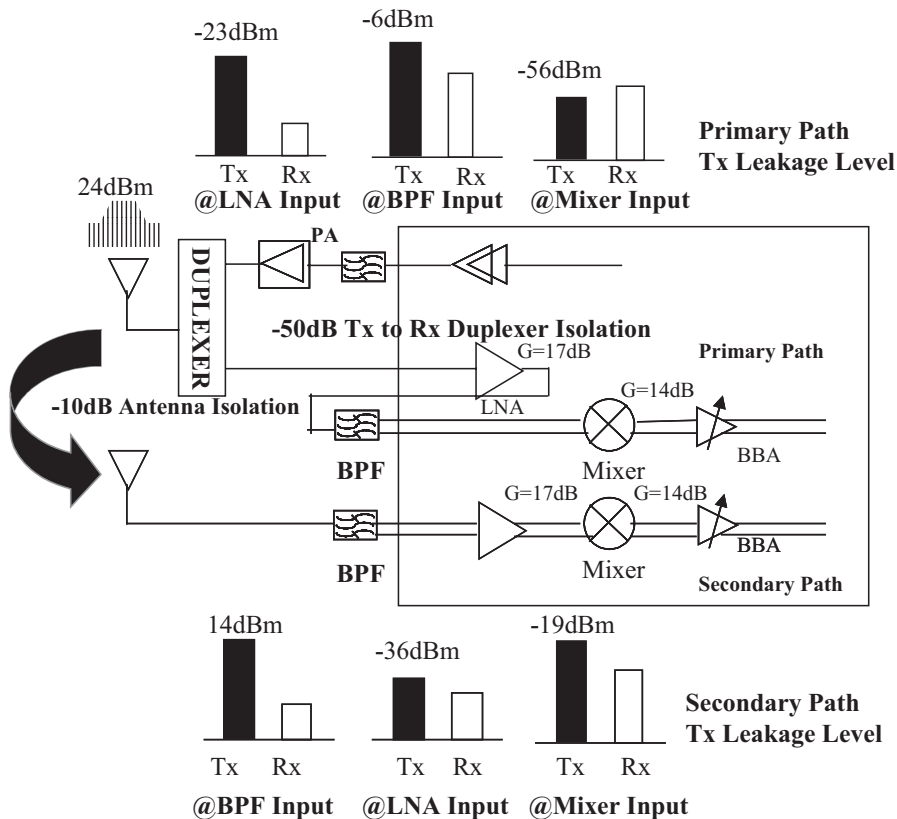 -23dBm
-6dBm
-56dBm
Primary Path
Tx Leakage Level
Tx Rx
Tx Rx
Tx Rx
@LNA Input
@BPF Input
@Mixer Input
24dBm
PA
DUPLEXER
-50dB Tx to Rx Duplexer Isolation
G=17dB
Primary Path
LNA
G=14dB
-10dB Antenna Isolation
BPF
Mixer
BBA
G=17dB
G=14dB
BPF
Mixer
BBA
Secondary Path
14dBm
-36dBm
-19dBm
Secondary Path
Tx Leakage Level
Tx Rx
Tx Rx
Tx Rx
@BPF Input
@LNA Input
@Mixer Input